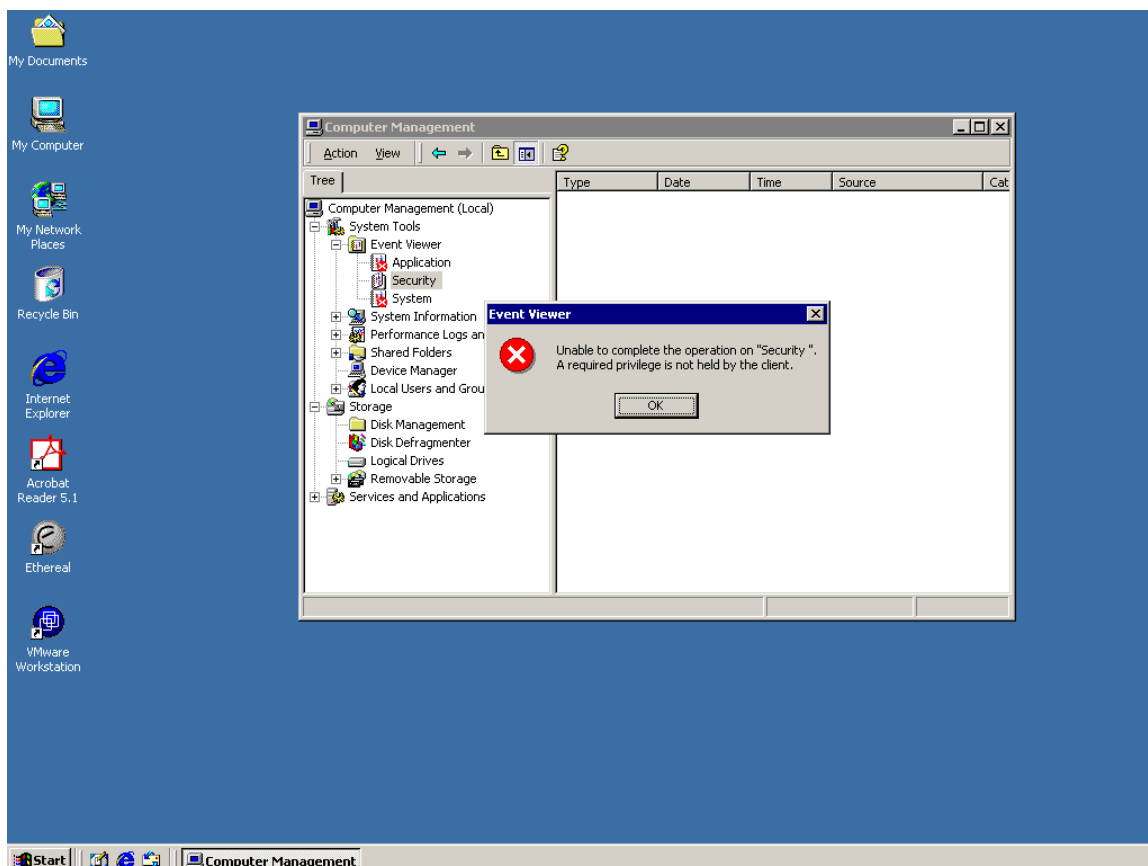 My Documents
My Computer
My Network
Places
Recycle Bin
Internet
Explorer
Acrobat
Reader 5.1
Ethereal
VMware
Workstation
Computer Management
Action View
Tree
Type Date Time Source Cat
Computer Management (Local)
System Tools
Event Viewer
Application
Security
System
System Information
Performance Logs an
Shared Folders
Device Manager
Local Users and Grou
Storage
Disk Management
Disk Defragmenter
Logical Drives
Removable Storage
Services and Applications
Event Viewer
Unable to complete the operation on "Security ".
A required privilege is not held by the client.
OK
Start Computer Management